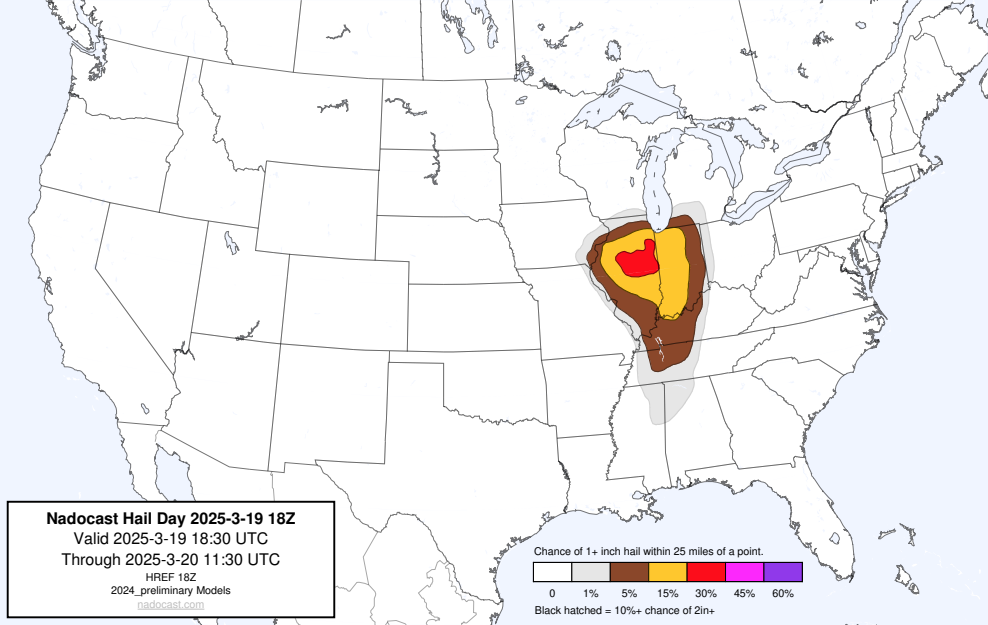 Nadocast Hail Day 2025-3-19 18Z
Valid 2025-3-19 18:30 UTC
Through 2025-3-20 11:30 UTC
HREF 18Z
2024_preliminary Models
nadocast.com
Chance of 1+ inch hail within 25 miles of a point.
0 1% 5% 15% 30% 45% 60%
Black hatched = 10%+ chance of 2in+